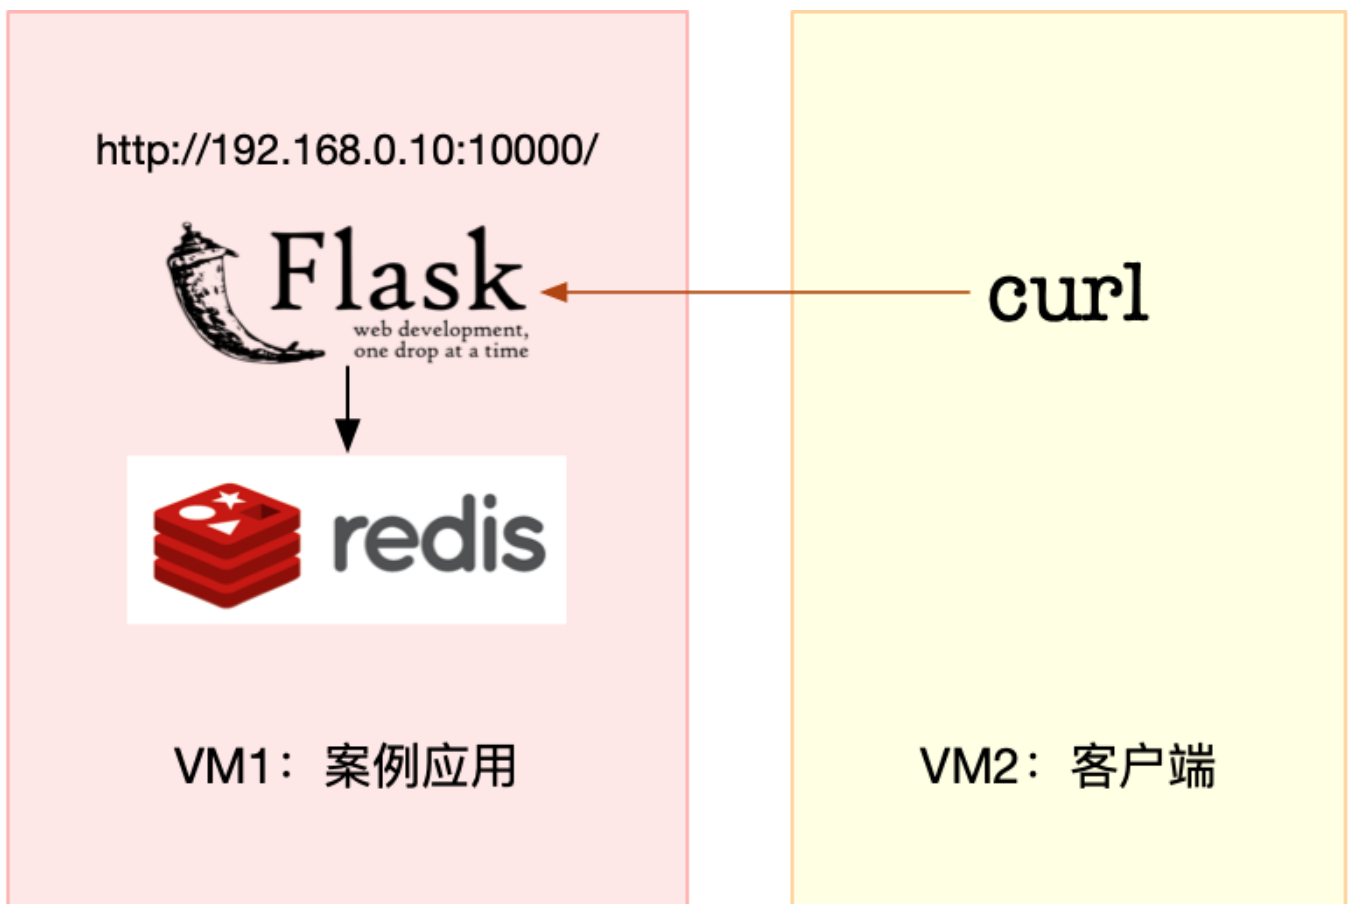 http://192.168.0.10:10000/
Flask
web development,
one drop at a time
curl
redis
VM1：案例应用
VM2：客户端